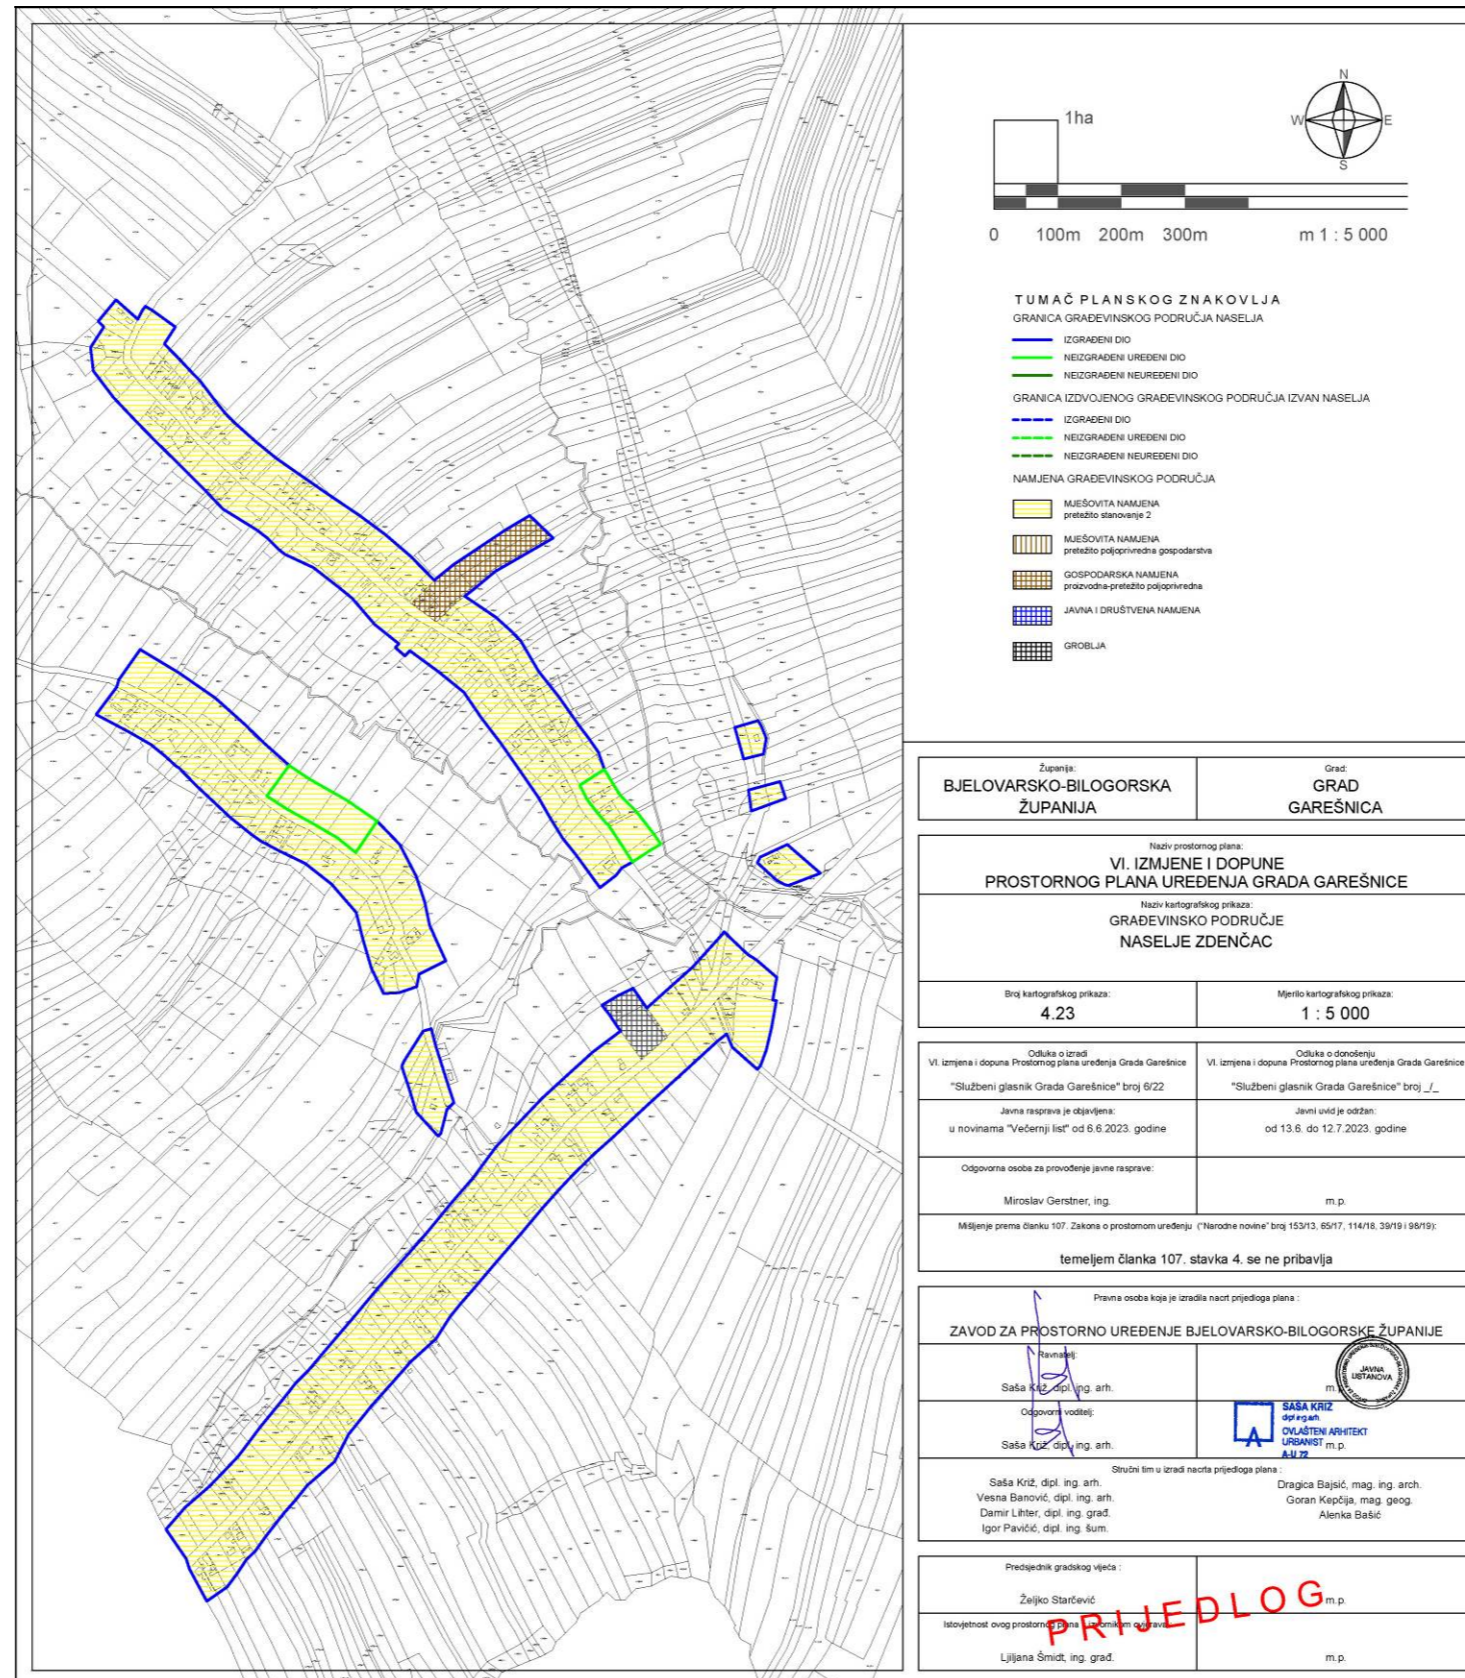 N
W E
S
1ha
0 100m 200m 300m m 1 : 5 000
TUMAČ PLANSKOG ZNAKOVLJA
GRANICA GRAĐEVINSKOG PODRUČJA NASELJA
IZGRAĐENI DIO
NEIZGRAĐENI UREĐENI DIO
NEIZGRAĐENI NEUREĐENI DIO
GRANICA IZDVOJENOG GRAĐEVINSKOG PODRUČJA IZVAN NASELJA
IZGRAĐENI DIO
NEIZGRAĐENI UREĐENI DIO
NEIZGRAĐENI NEUREĐENI DIO
NAMJENA GRAĐEVINSKOG PODRUČJA
MJEŠOVITA NAMJENA
pretežito stanovanje 2
MJEŠOVITA NAMJENA
pretežito poljoprivredna gospodarstva
GOSPODARSKA NAMJENA
proizvodna-pretežito poljoprivredna
JAVNA I DRUŠTVENA NAMJENA
GROBLJA
Županija:
BJELOVARSKO-BILOGORSKA
ŽUPANIJA
Grad:
GRAD
GAREŠNICA
Naziv prostornog plana:
VI. IZMJENE I DOPUNE
PROSTORNOG PLANA UREĐENJA GRADA GAREŠNICE
Naziv kartografskog prikaza:
GRAĐEVINSKO PODRUČJE
NASELJE ZDENČAC
Broj kartografskog prikaza:
4.23
Mjerilo kartografskog prikaza:
1 : 5 000
Odluka o izradi
VI. izmjena i dopuna Prostornog plana uređenja Grada Garešnice
"Službeni glasnik Grada Garešnice" broj 6/22
Odluka o donošenju
VI. izmjena i dopuna Prostornog plana uređenja Grada Garešnice
"Službeni glasnik Grada Garešnice" broj _/_
Javna rasprava je objavljena:
u novinama "Večernji list" od 6.6.2023. godine
Javni uvid je održan:
od 13.6. do 12.7.2023. godine
Odgovorna osoba za provođenje javne rasprave:
Miroslav Gerstner, ing.
m.p.
Mišljenje prema članku 107. Zakona o prostornom uređenju ("Narodne novine" broj 153/13, 65/17, 114/18, 39/19 i 98/19):
temeljem članka 107. stavka 4. se ne pribavlja
Pravna osoba koja je izradila nacrt prijedloga plana :
ZAVOD ZA PROSTORNO UREĐENJE BJELOVARSKO-BILOGORSKE ŽUPANIJE
Ravnatelj:
Saša Križ, dipl. ing. arh.
m.p.
JAVNA
USTANOVA
Odgovorni voditelj:
Saša Križ, dipl. ing. arh.
SAŠA KRIŽ
dipl.ing.arh.
OVLAŠTENI ARHITEKT
URBANIST
A-U 72
m.p.
Stručni tim u izradi nacrta prijedloga plana :
Saša Križ, dipl. ing. arh.
Vesna Banović, dipl. ing. arh.
Damir Lihter, dipl. ing. građ.
Igor Pavičić, dipl. ing. šum.
Dragica Bajsić, mag. ing. arch.
Goran Kepčija, mag. geog.
Alenka Bašić
Predsjednik gradskog vijeća :
Željko Starčević
m.p.
PRIJEDLOG
Istovjetnost ovog prostornog plana s izvornikom ovjerava:
Ljiljana Šmidt, ing. građ.
m.p.